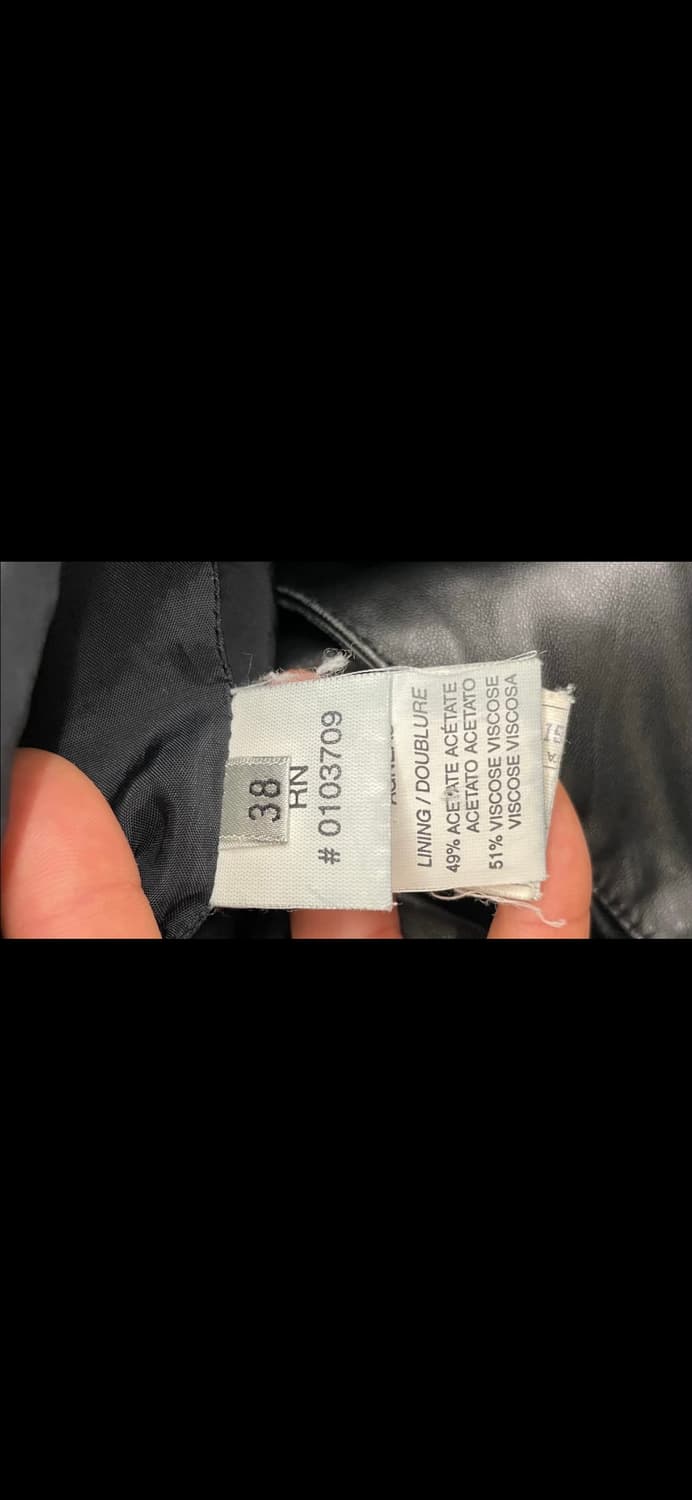 38
RN
# 0103709
LINING / DOUBLURE
49% ACETATE ACÉTATE
ACETATO ACETATO
51% VISCOSE VISCOSE
VISCOSE VISCOSA